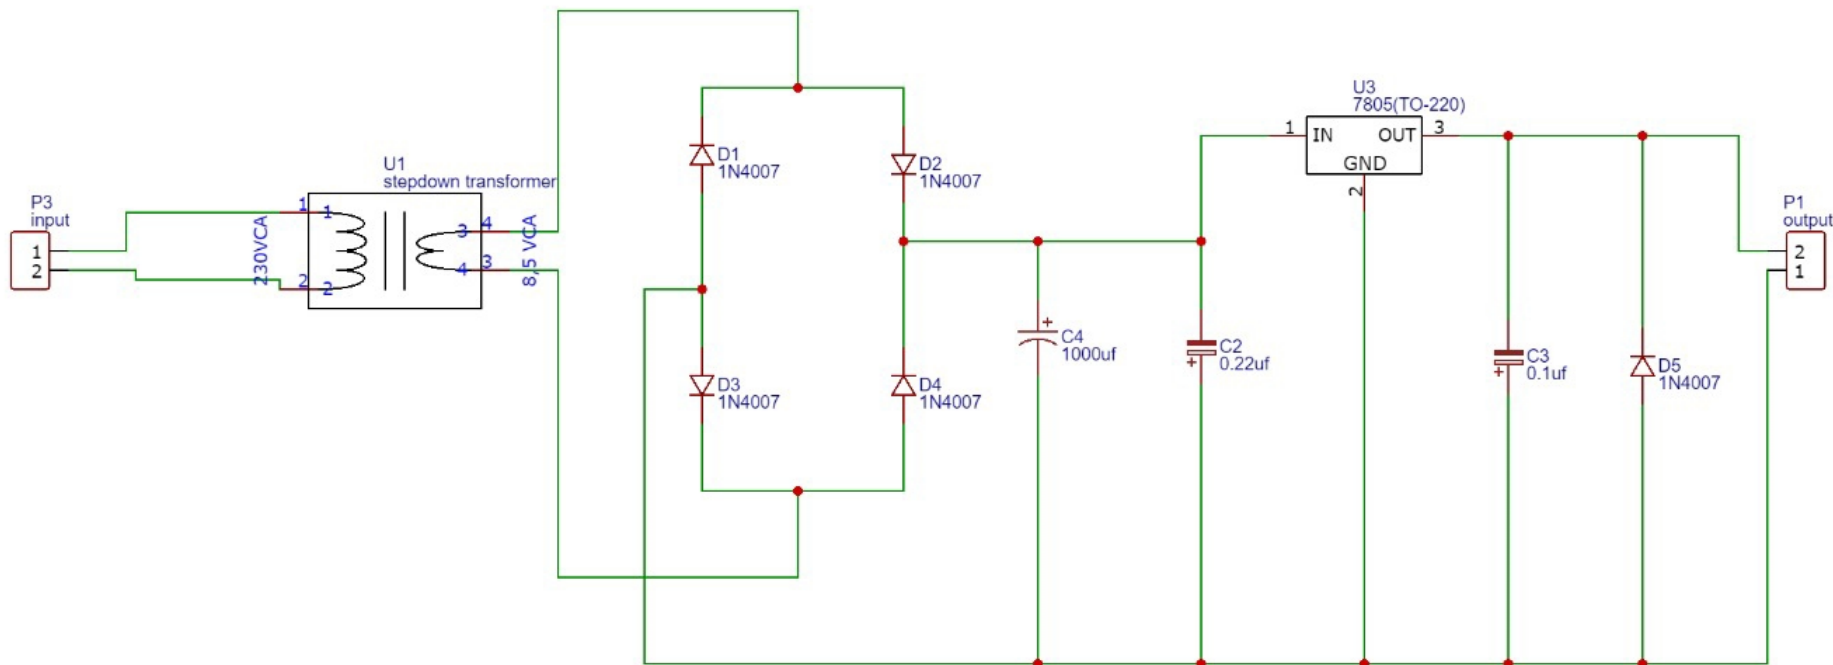 P3
input
1
2
U1
stepdown transformer
230VCA
1
1
2
2
3
4
4
3
8,5 VCA
D1
1N4007
D2
1N4007
D3
1N4007
D4
1N4007
+
C4
1000uf
C2
0.22uf
+
U3
7805(TO-220)
1
IN
OUT
3
GND
2
C3
0.1uf
+
D5
1N4007
P1
output
2
1